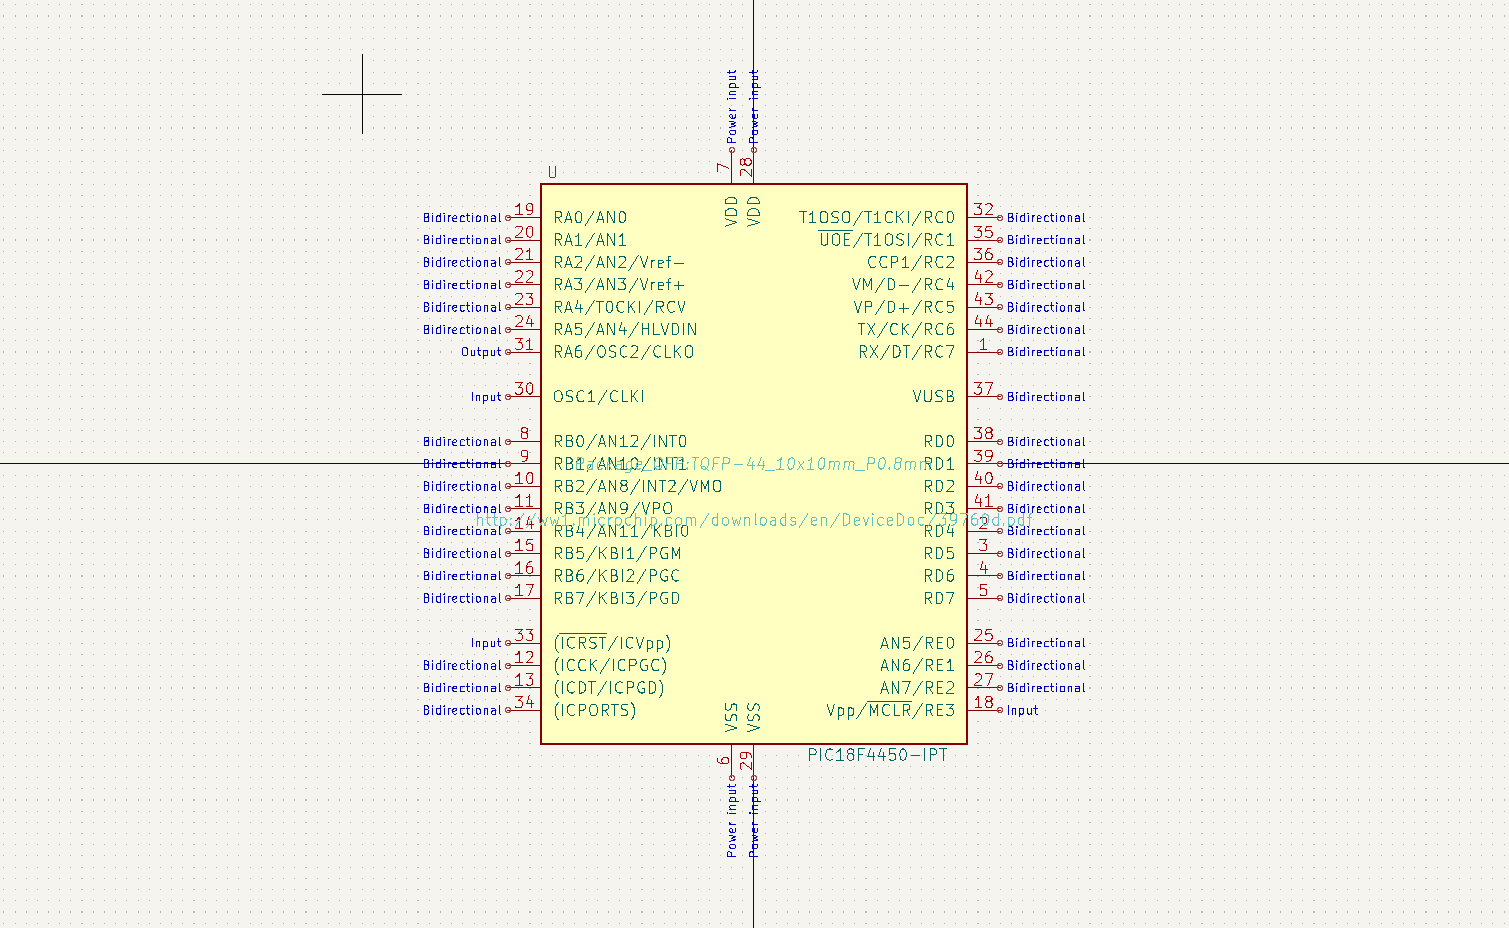 Power input
Power input
7
28
U
VDD
VDD
Bidirectional 19 RA0/AN0
T1OSO/T1CKI/RC0 32 Bidirectional
Bidirectional 20 RA1/AN1
UOE/T1OSI/RC1 35 Bidirectional
Bidirectional 21 RA2/AN2/Vref-
CCP1/RC2 36 Bidirectional
Bidirectional 22 RA3/AN3/Vref+
VM/D-/RC4 42 Bidirectional
Bidirectional 23 RA4/T0CKI/RCV
VP/D+/RC5 43 Bidirectional
Bidirectional 24 RA5/AN4/HLVDIN
TX/CK/RC6 44 Bidirectional
Output 31 RA6/OSC2/CLKO
RX/DT/RC7 1 Bidirectional
Input 30 OSC1/CLKI
VUSB 37 Bidirectional
Bidirectional 8 RB0/AN12/INT0
RD0 38 Bidirectional
Bidirectional 9 RB1/AN10/INT1
Package_QFP:TQFP-44_10x10mm_P0.8mm
RD1 39 Bidirectional
Bidirectional 10 RB2/AN8/INT2/VMO
RD2 40 Bidirectional
Bidirectional 11 RB3/AN9/VPO
RD3 41 Bidirectional
http://ww1.microchip.com/downloads/en/DeviceDoc/39760d.pdf
Bidirectional 14 RB4/AN11/KBI0
RD4 2 Bidirectional
Bidirectional 15 RB5/KBI1/PGM
RD5 3 Bidirectional
Bidirectional 16 RB6/KBI2/PGC
RD6 4 Bidirectional
Bidirectional 17 RB7/KBI3/PGD
RD7 5 Bidirectional
Input 33 (ICRST/ICVpp)
AN5/RE0 25 Bidirectional
Bidirectional 12 (ICCK/ICPGC)
AN6/RE1 26 Bidirectional
Bidirectional 13 (ICDT/ICPGD)
AN7/RE2 27 Bidirectional
Bidirectional 34 (ICPORTS)
Vpp/MCLR/RE3 18 Input
VSS
VSS
PIC18F4450-IPT
6
29
Power input
Power input